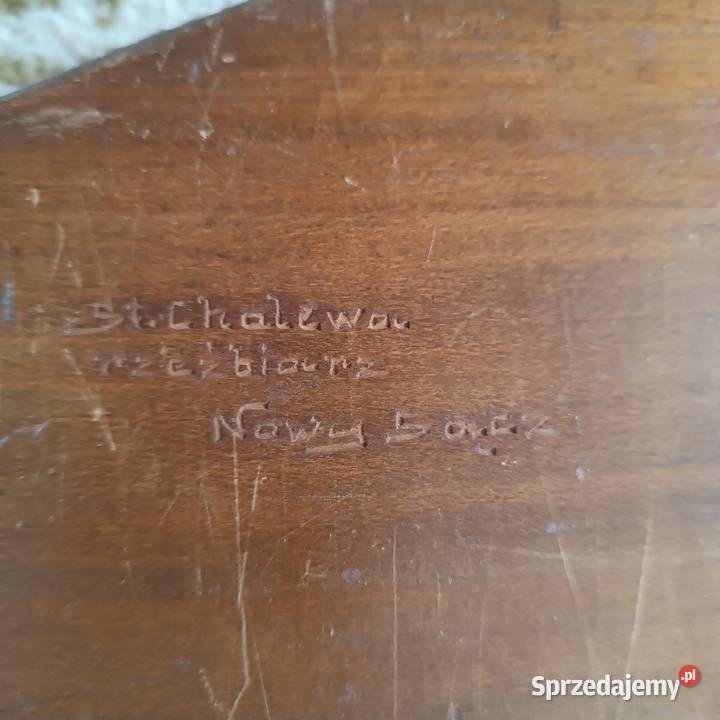 St. Chalewa
rzeźbiarz
Nowy Sącz
Sprzedajemy.pl